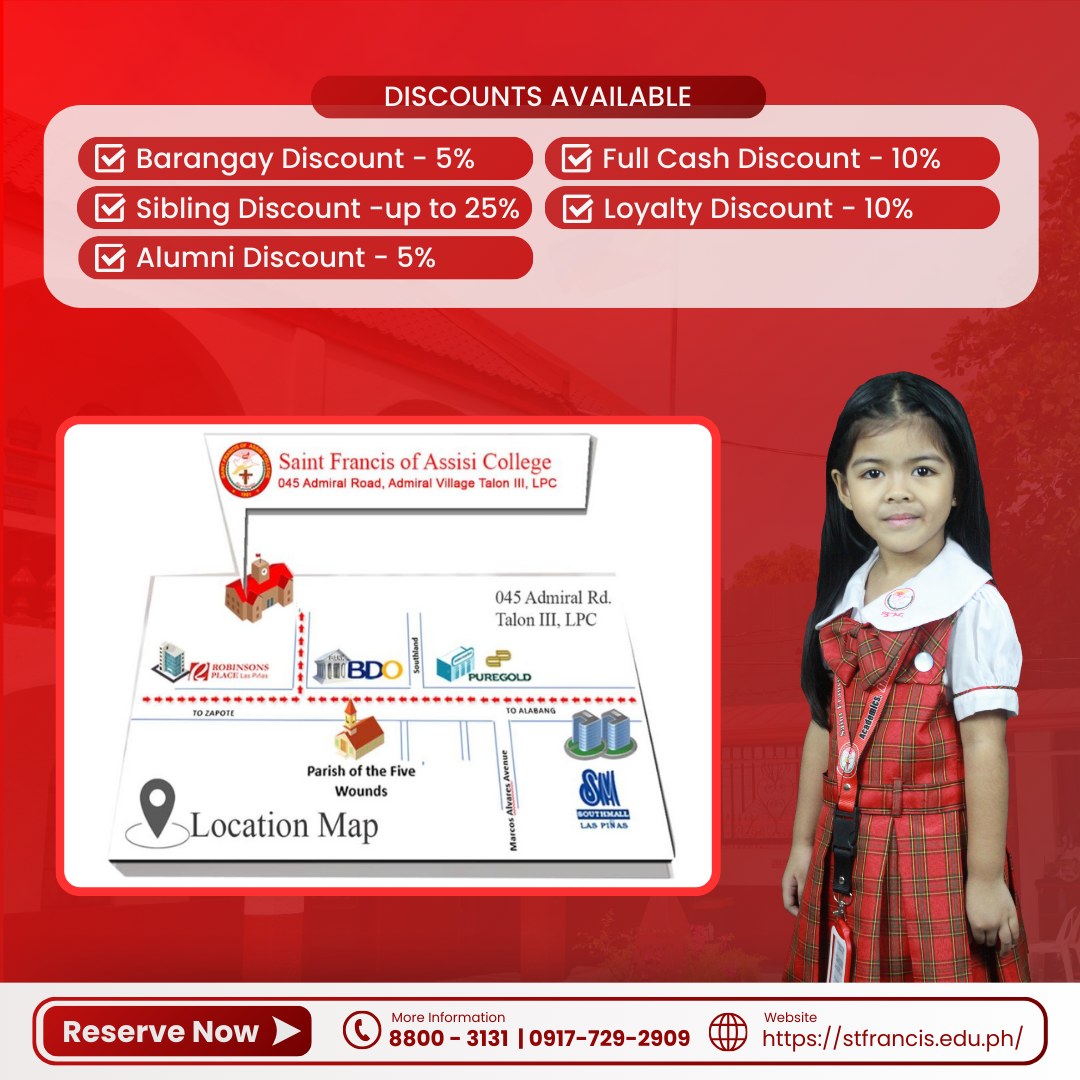 DISCOUNTS AVAILABLE
Barangay Discount - 5%
Full Cash Discount - 10%
Sibling Discount -up to 25%
Loyalty Discount - 10%
Alumni Discount - 5%
Saint Francis of Assisi College
045 Admiral Road, Admiral Village Talon III, LPC
045 Admiral Rd.
Talon III, LPC
ROBINSONS
PLACE Las Piñas
BDO
Southland
PUREGOLD
TO ZAPOTE
TO ALABANG
Parish of the Five
Wounds
Marcos Alvares Avenue
SM
SOUTHMALL
LAS PIÑAS
Location Map
Academics,
Reserve Now
More Information
8800 - 3131 | 0917-729-2909
Website
https://stfrancis.edu.ph/